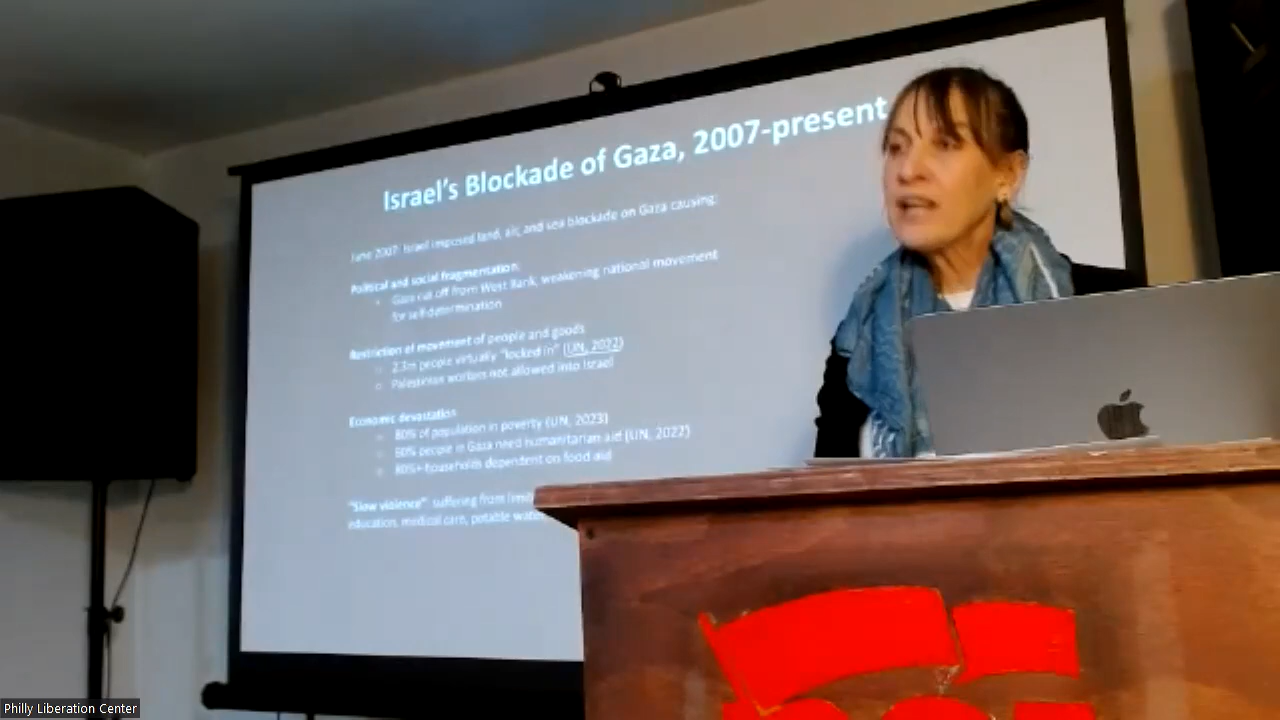 Israel's Blockade of Gaza, 2007-present
June 2007: Israel imposed land, air, and sea blockade on Gaza causing:
Political and social fragmentation
Gaza cut off from West Bank, weakening national movement
for self-determination
Restriction of movement of people and goods
2.3m people virtually "locked in" (UN, 2022)
Palestinian workers not allowed into Israel
Economic devastation
80% of population in poverty (UN, 2023)
80% people in Gaza need humanitarian aid (UN, 2022)
80%+ households dependent on food aid
"Slow violence" suffering from
education, medical care, potable
Philly Liberation Center